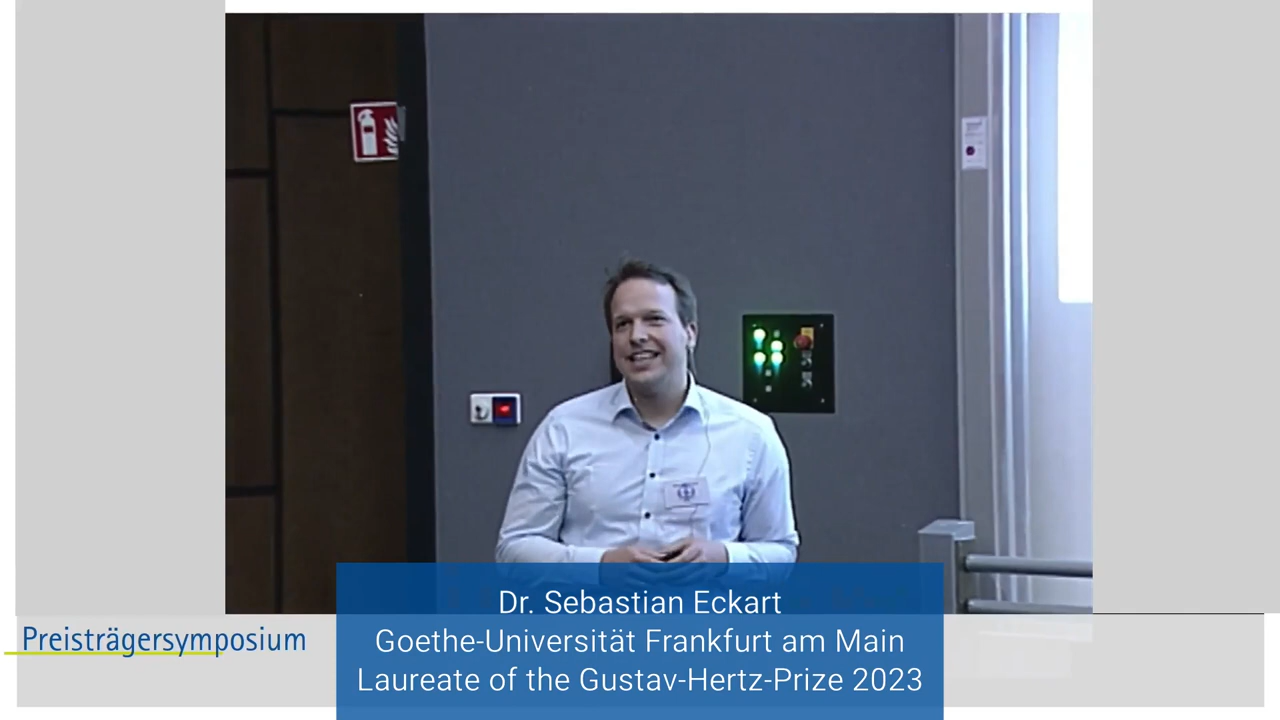 Preisträgersymposium
Dr. Sebastian Eckart
Goethe-Universität Frankfurt am Main
Laureate of the Gustav-Hertz-Prize 2023